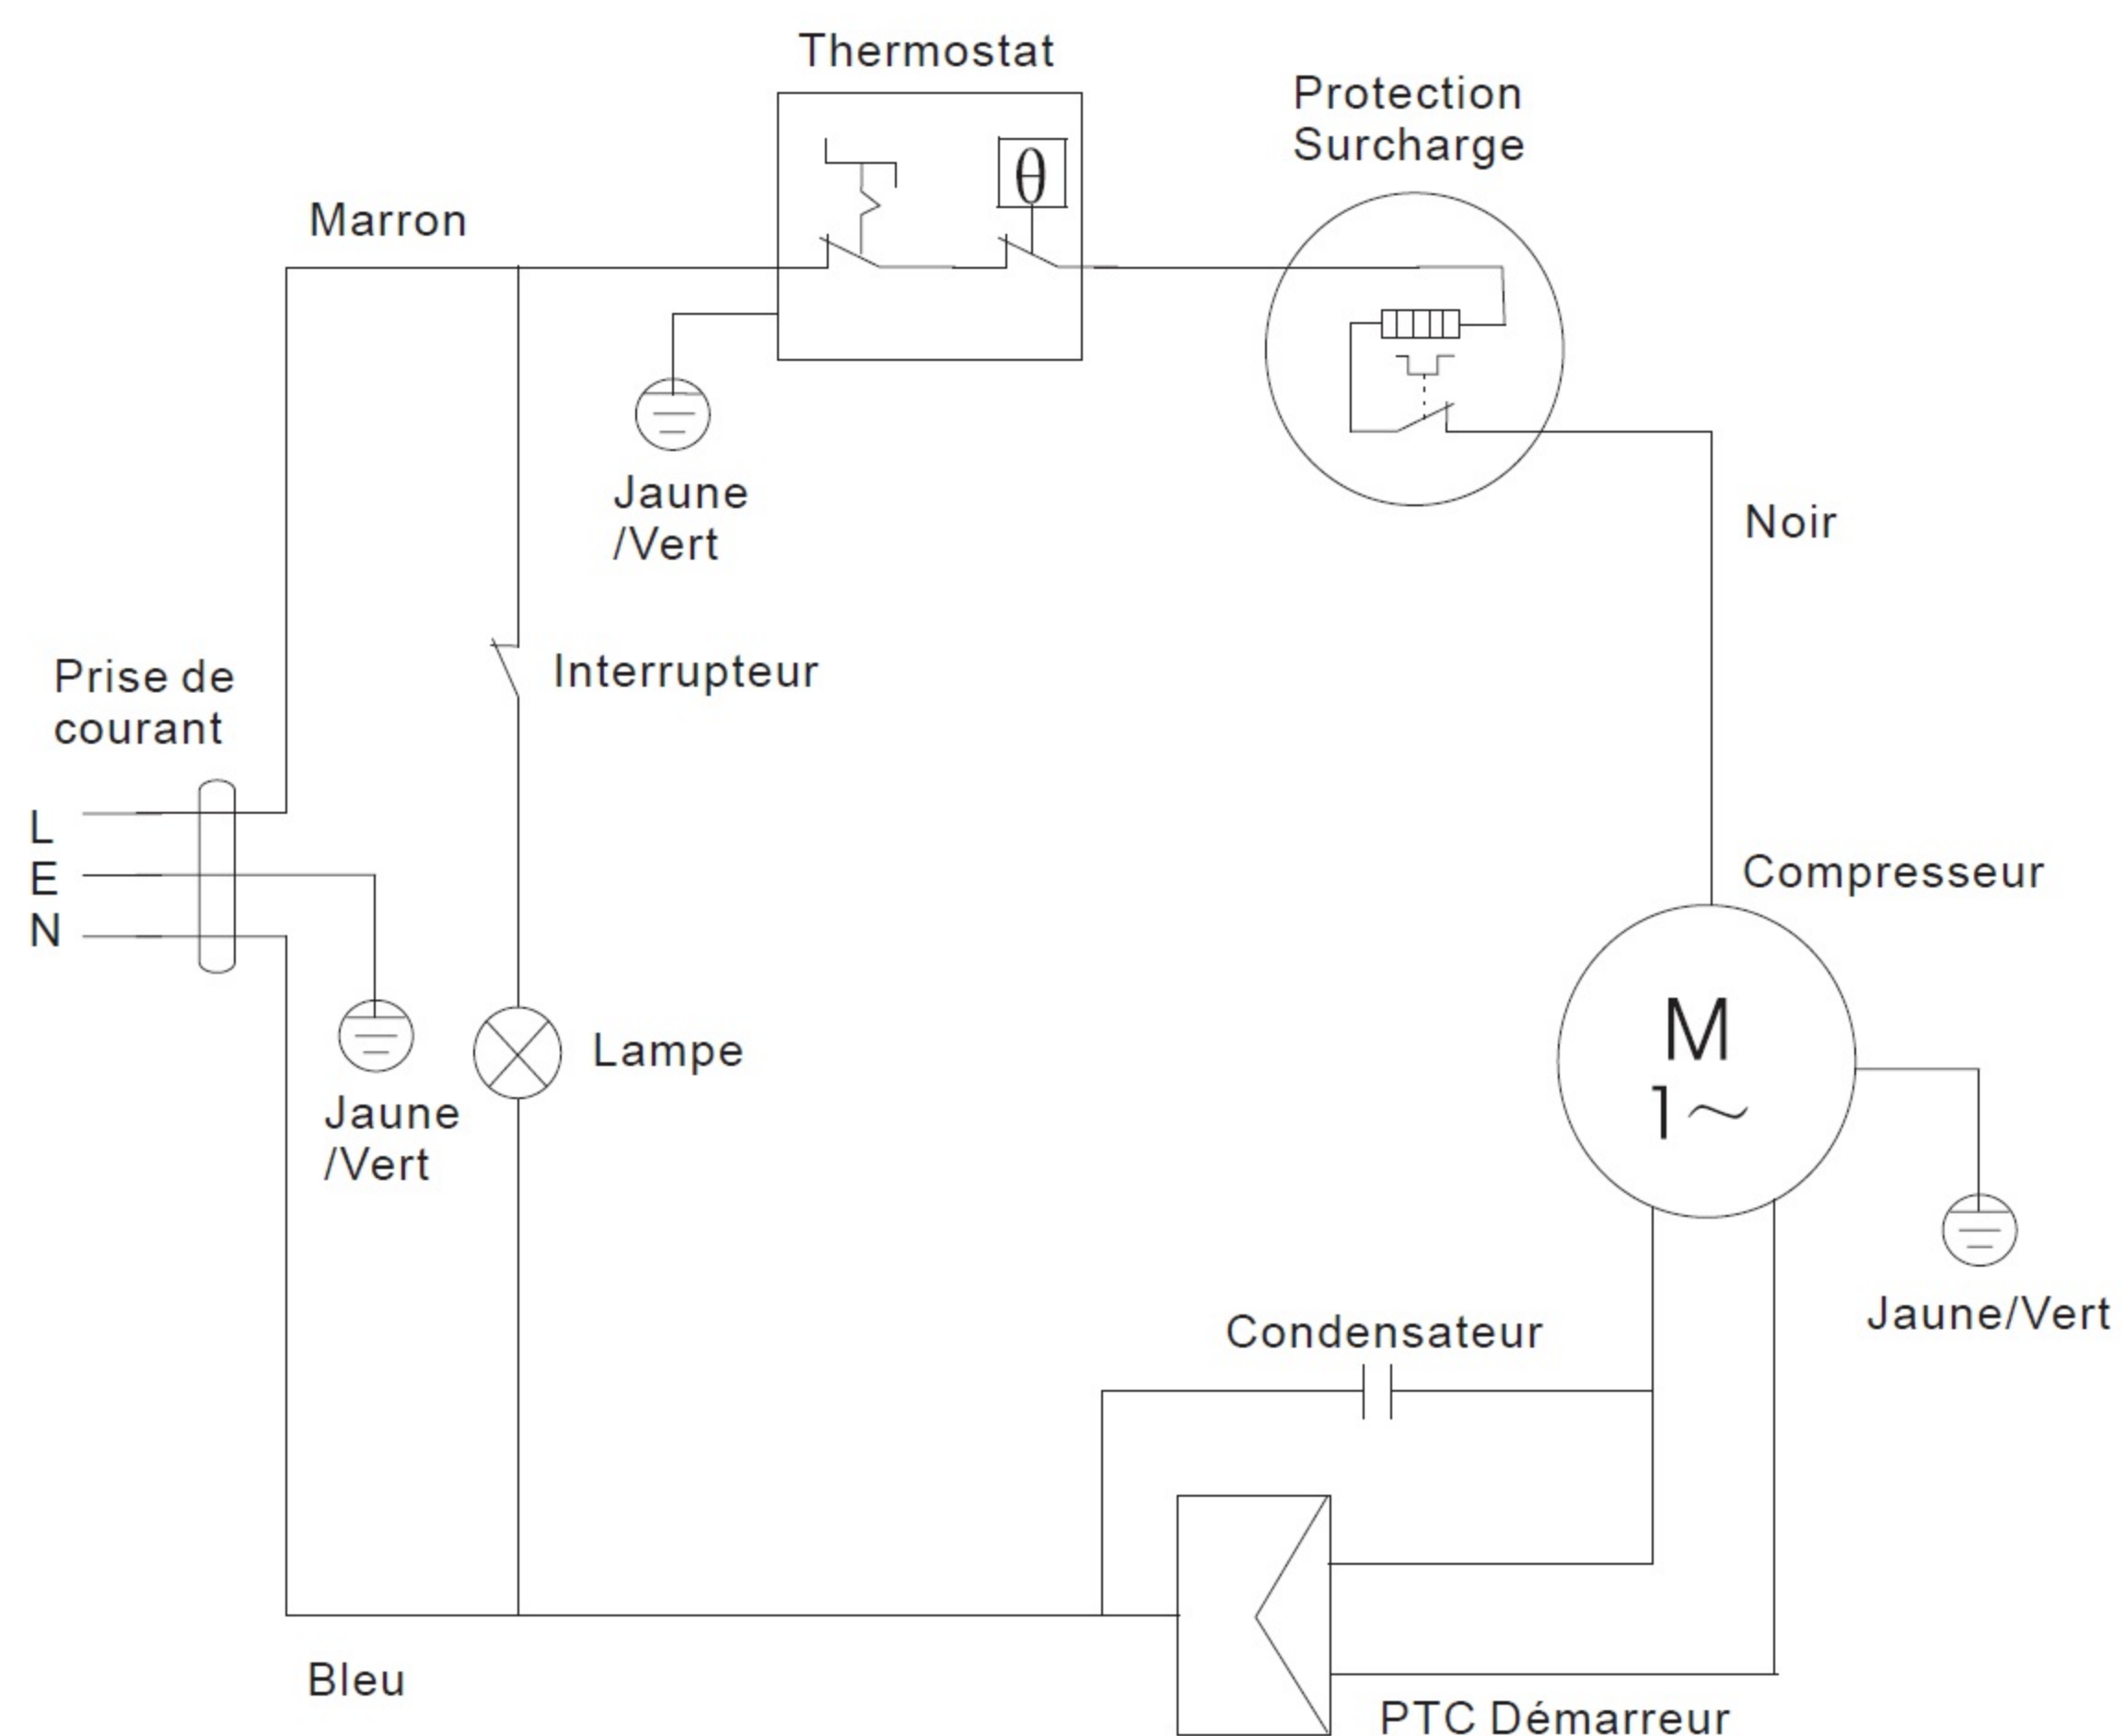 Thermostat
Protection
Surcharge
θ
Marron
Jaune
/Vert
Noir
Interrupteur
Prise de
courant
L
E
N
Compresseur
M
1~
Lampe
Jaune
/Vert
Jaune/Vert
Condensateur
Bleu
PTC Démarreur